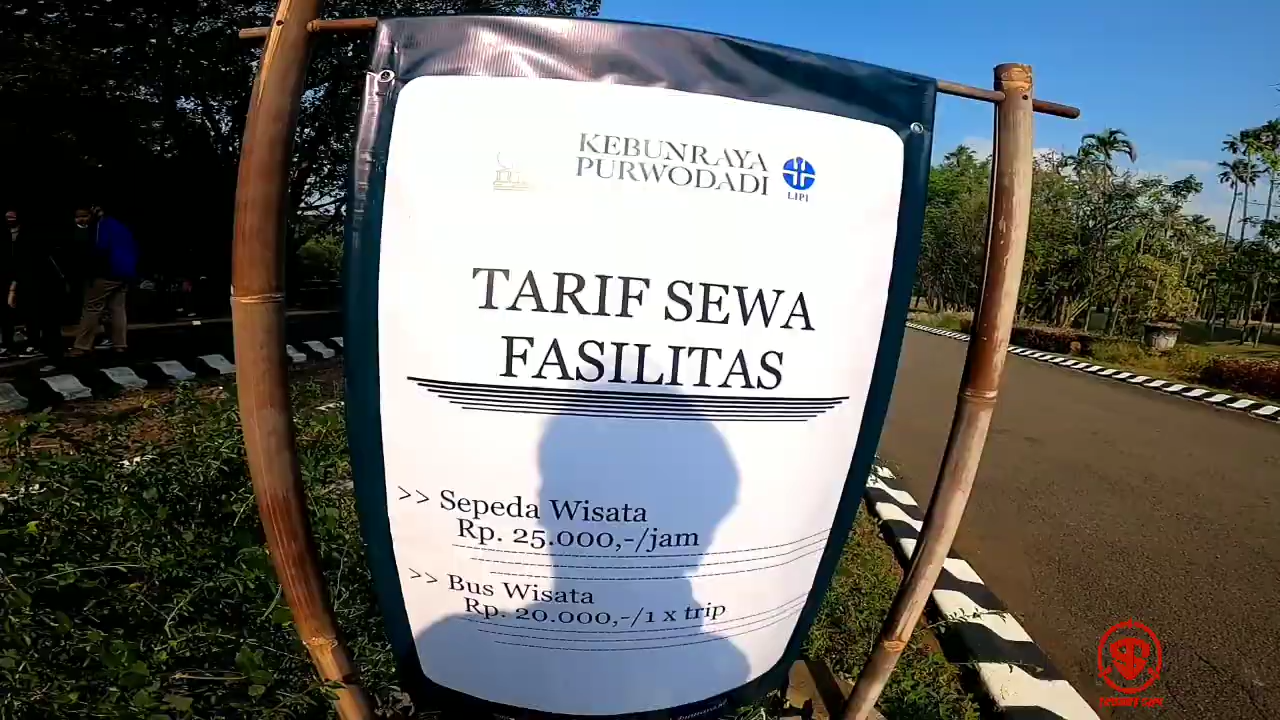 KEBUNRAYA
PURWODADI
LIPI
TARIF SEWA
FASILITAS
>> Sepeda Wisata
Rp. 25.000,-/jam
>> Bus Wisata
Rp. 20.000,-/1 x trip